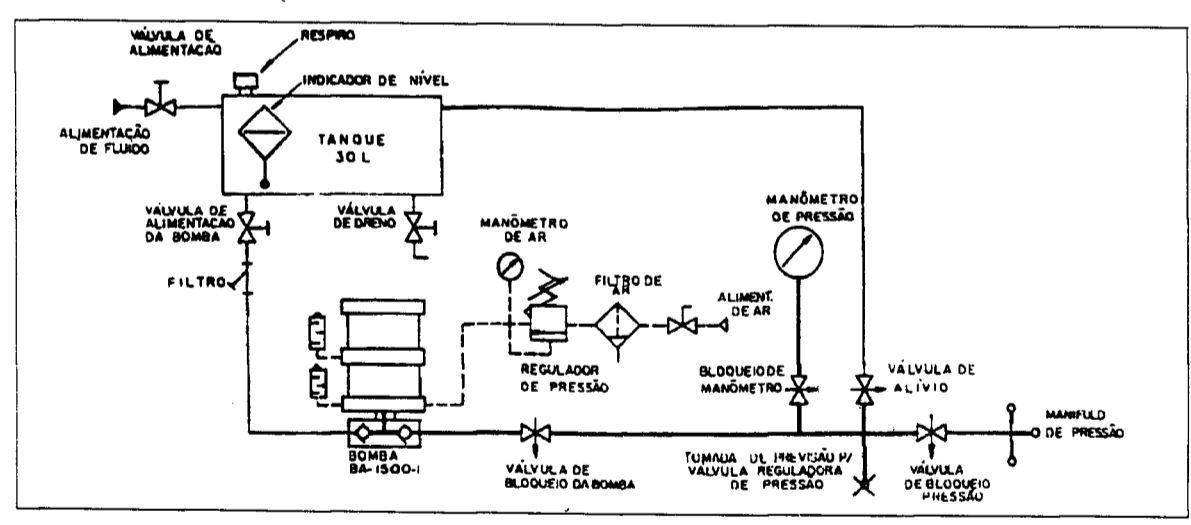 VÁLVULA DE
ALIMENTAÇÃO
RESPIRO
INDICADOR DE NÍVEL
ALIMENTAÇÃO
DE FLUIDO
TANQUE
30 L
VÁLVULA DE
ALIMENTAÇÃO
DA BOMBA
VÁLVULA
DE DRENO
MANÔMETRO
DE AR
MANÔMETRO
DE PRESSÃO
FILTRO
FILTRO DE
AR
ALIMENT.
DE AR
REGULADOR
DE PRESSÃO
BLOQUEIO DE
MANÔMETRO
VÁLVULA DE
ALÍVIO
MANIFULD
DE PRESSÃO
BOMBA
BA-1500-1
VÁLVULA DE
BLOQUEIO DA BOMBA
TOMADA DE PREVISÃO P/
VÁLVULA REGULADORA
DE PRESSÃO
VÁLVULA
DE BLOQUEIO
PRESSÃO